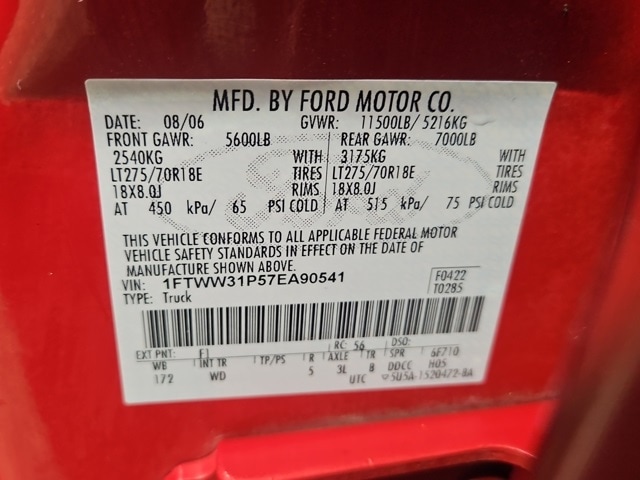 MFD. BY FORD MOTOR CO.
DATE: 08/06 GVWR: 11500LB/ 5216KG
FRONT GAWR: 5600LB REAR GAWR: 7000LB
2540KG WITH 3175KG WITH
LT275/70R18E TIRES LT275/70R18E TIRES
18X8.0J RIMS 18X8.0J RIMS
AT 450 kPa/ 65 PSI COLD AT 515 kPa/ 75 PSI COLD
THIS VEHICLE CONFORMS TO ALL APPLICABLE FEDERAL MOTOR
VEHICLE SAFETY STANDARDS IN EFFECT ON THE DATE OF
MANUFACTURE SHOWN ABOVE.
VIN: 1FTWW31P57EA90541 F0422
TYPE: Truck T0285
EXT PNT: F1 RC: 56 DSO:
WB INT TR TP/PS R AXLE TR SPR 6F710
172 WD 5 3L B DDCC H05
UTC 5U5A-1520472-BA